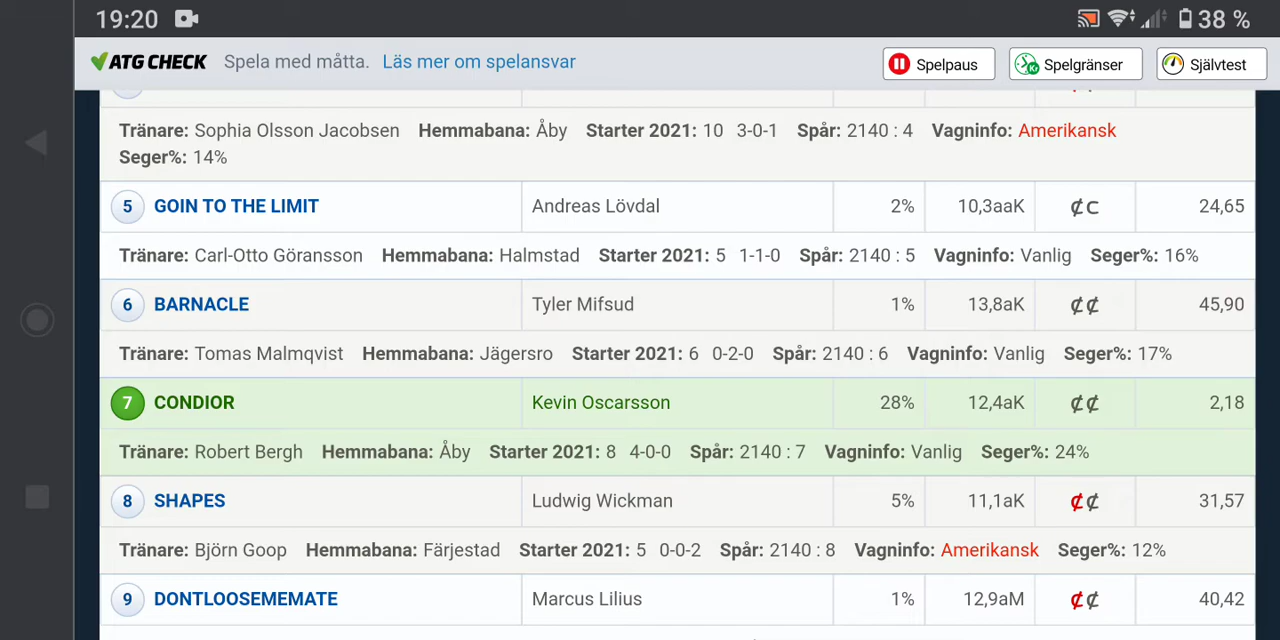 19:20 38 %
ATG CHECK Spela med måtta. Läs mer om spelansvar Spelpaus Kr Spelgränser Självtest
Tränare: Sophia Olsson Jacobsen Hemmabana: Åby Starter 2021: 10 3-0-1 Spår: 2140 : 4 Vagninfo: Amerikansk
Seger%: 14%
5 GOIN TO THE LIMIT Andreas Lövdal 2% 10,3aaK ₵C 24,65
Tränare: Carl-Otto Göransson Hemmabana: Halmstad Starter 2021: 5 1-1-0 Spår: 2140 : 5 Vagninfo: Vanlig Seger%: 16%
6 BARNACLE Tyler Mifsud 1% 13,8aK ₵₵ 45,90
Tränare: Tomas Malmqvist Hemmabana: Jägersro Starter 2021: 6 0-2-0 Spår: 2140 : 6 Vagninfo: Vanlig Seger%: 17%
7 CONDIOR Kevin Oscarsson 28% 12,4aK ₵₵ 2,18
Tränare: Robert Bergh Hemmabana: Åby Starter 2021: 8 4-0-0 Spår: 2140 : 7 Vagninfo: Vanlig Seger%: 24%
8 SHAPES Ludwig Wickman 5% 11,1aK ₵₵ 31,57
Tränare: Björn Goop Hemmabana: Färjestad Starter 2021: 5 0-0-2 Spår: 2140 : 8 Vagninfo: Amerikansk Seger%: 12%
9 DONTLOOSEMEMATE Marcus Lilius 1% 12,9aM ₵₵ 40,42